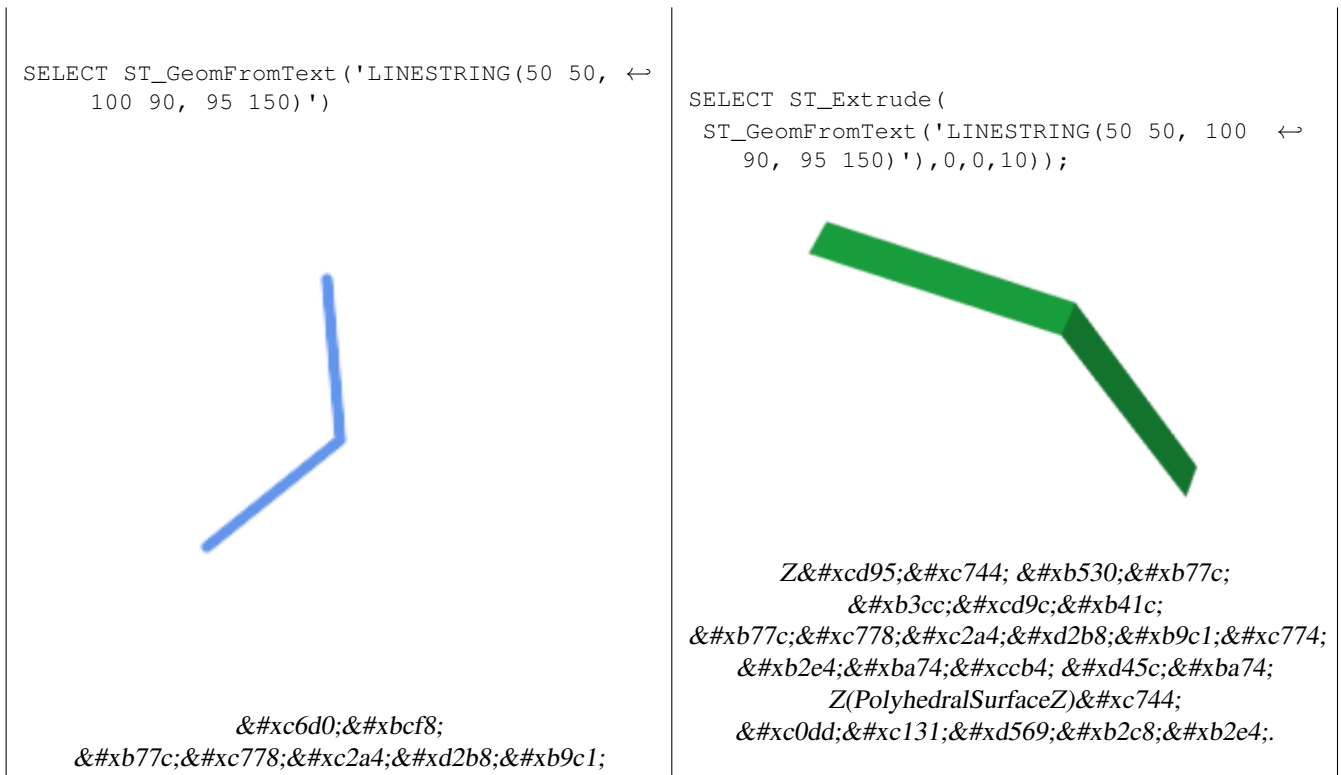 SELECT ST_GeomFromText('LINESTRING(50 50, ↩
100 90, 95 150)')
&#xc6d0;&#xbcf8;
&#xb77c;&#xc778;&#xc2a4;&#xd2b8;&#xb9c1;
SELECT ST_Extrude(
ST_GeomFromText('LINESTRING(50 50, 100 ↩
90, 95 150)'),0,0,10));
Z&#xcd95;&#xc744; &#xb530;&#xb77c;
&#xb3cc;&#xcd9c;&#xb41c;
&#xb77c;&#xc778;&#xc2a4;&#xd2b8;&#xb9c1;&#xc774;
&#xb2e4;&#xba74;&#xccb4; &#xd45c;&#xba74;
Z(PolyhedralSurfaceZ)&#xc744;
&#xc0dd;&#xc131;&#xd569;&#xb2c8;&#xb2e4;.